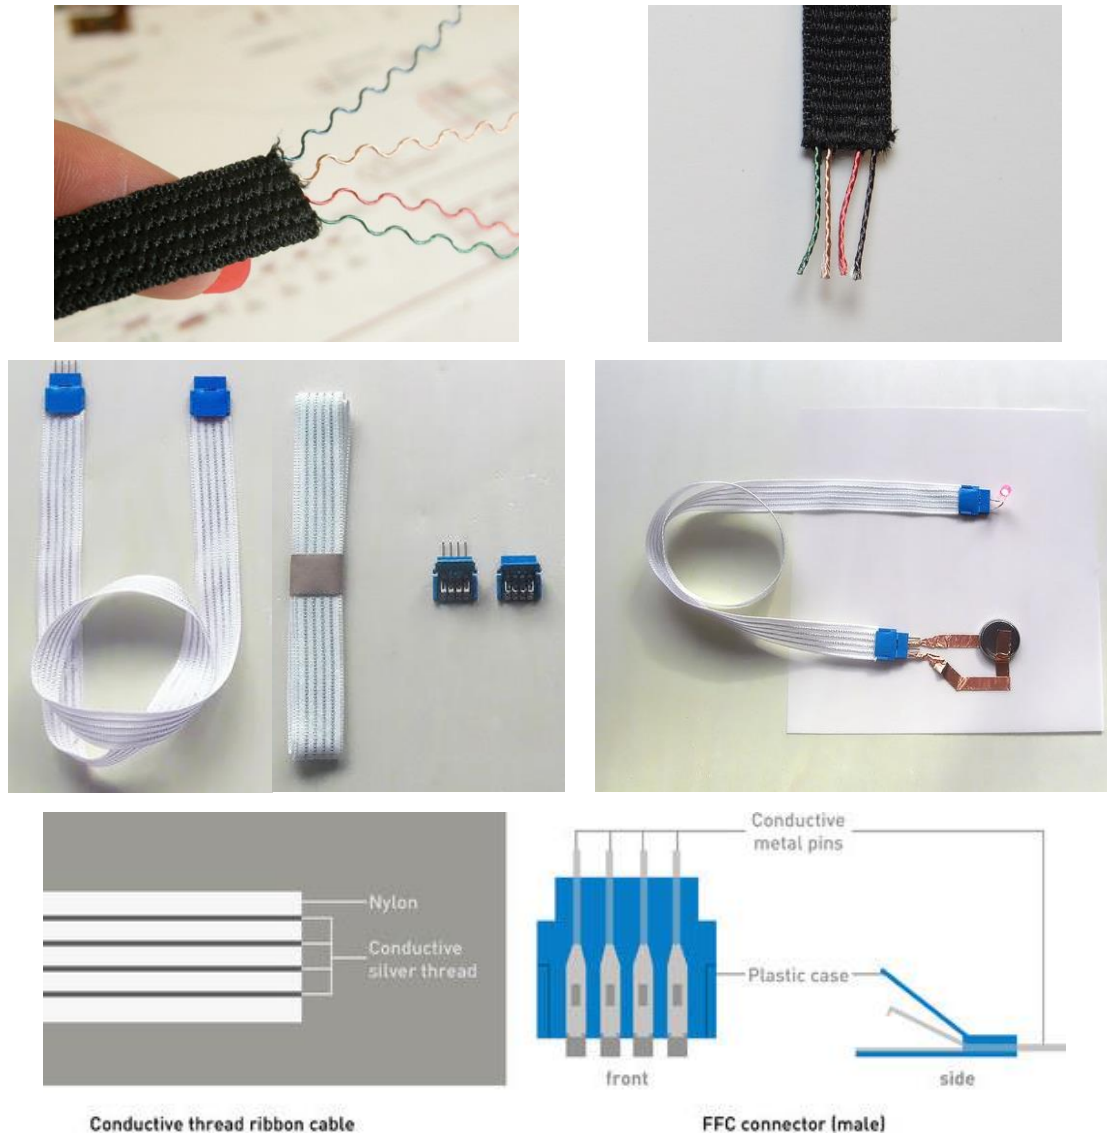 Conductive
metal pins
Nylon
Conductive
silver thread
Plastic case
front
side
Conductive thread ribbon cable
FFC connector (male)